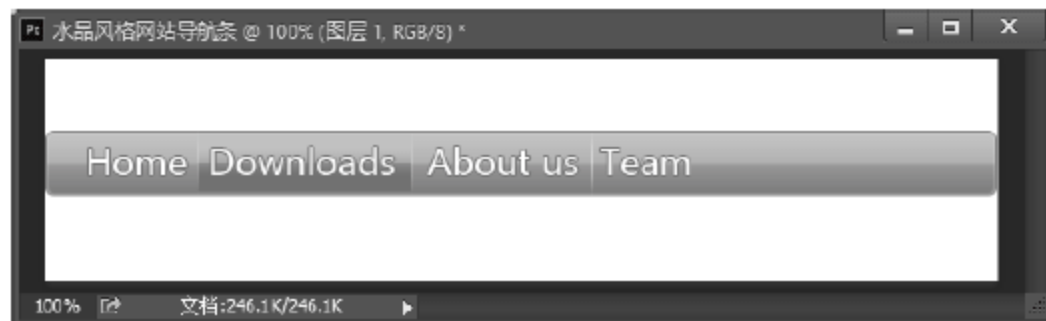 Ps 水晶风格网站导航条 @ 100% (图层 1, RGB/8) *
Home Downloads About us Team
100% 文档:246.1K/246.1K